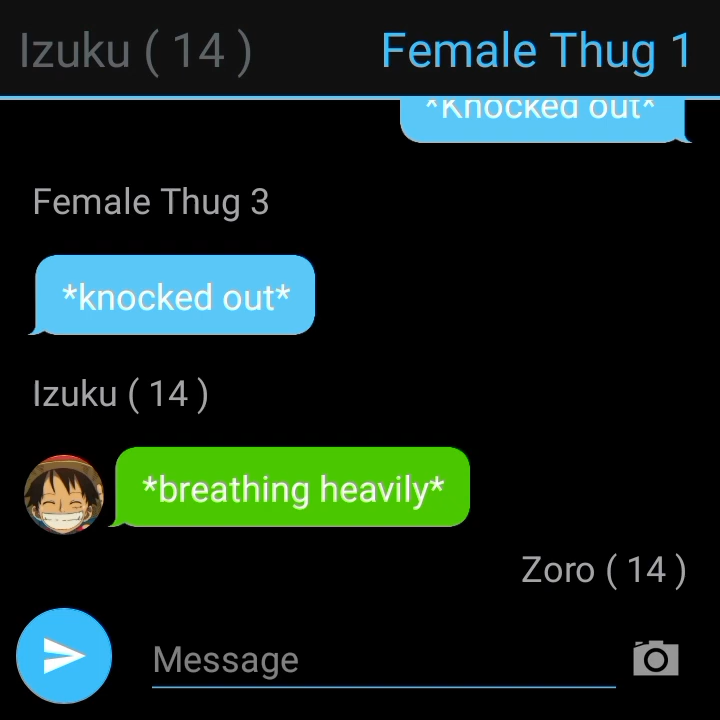 Izuku ( 14 ) Female Thug 1
*Knocked out*
Female Thug 3
*knocked out*
Izuku ( 14 )
*breathing heavily*
Zoro ( 14 )
Message